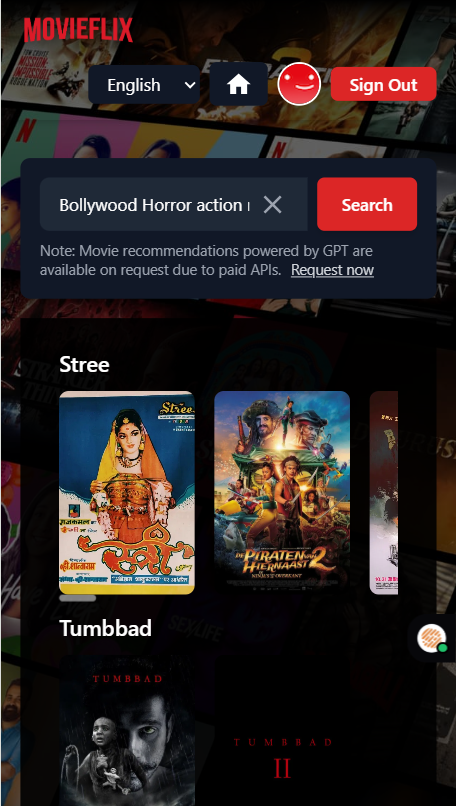 MOVIEFLIX
English
Sign Out
Bollywood Horror action
Search
Note: Movie recommendations powered by GPT are
available on request due to paid APIs. Request now
Stree
Stree
राजकमल
स्त्री
व्ही. शान्ताराम
DE PIRATEN VAN
HIERNAAST 2
Tumbbad
TUMBBAD
TUMBBAD
II